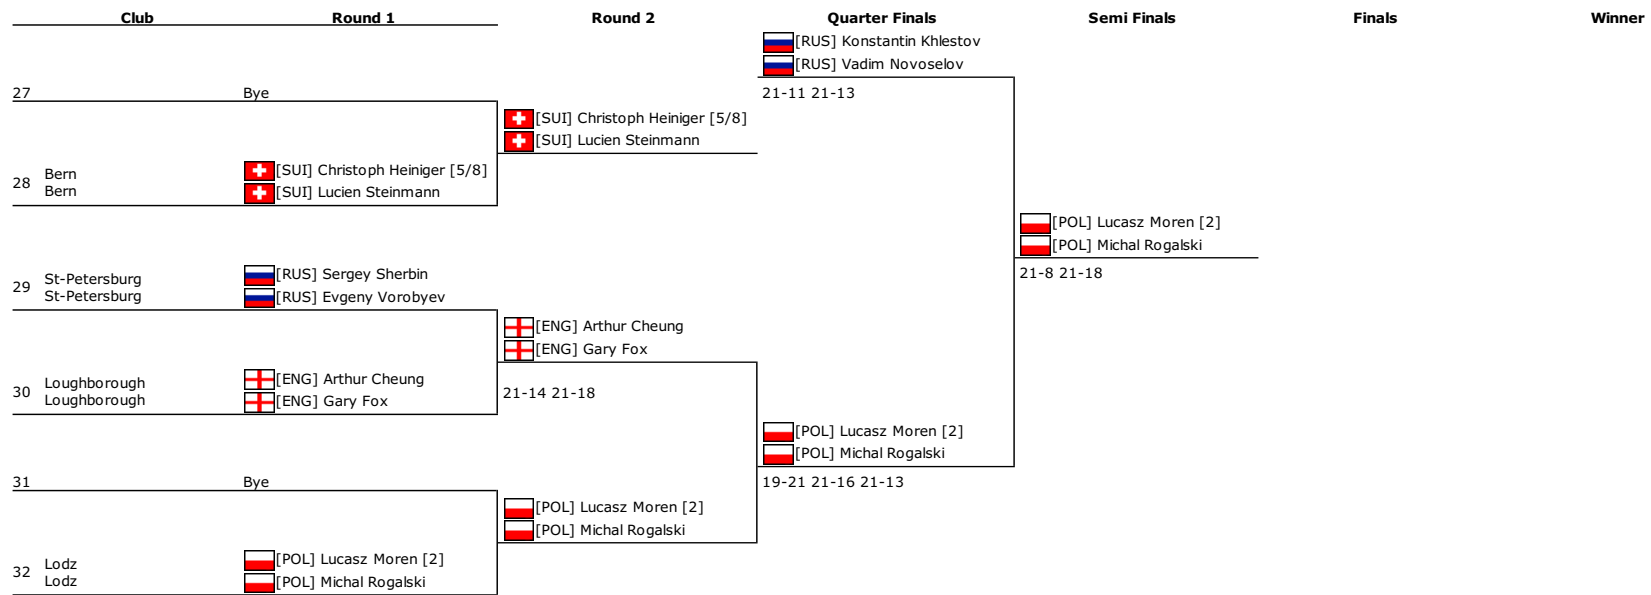 Club Round 1 Round 2 Quarter Finals Semi Finals Finals Winner
[RUS] Konstantin Khlestov
[RUS] Vadim Novoselov
27 Bye 21-11 21-13
[SUI] Christoph Heiniger [5/8]
[SUI] Lucien Steinmann
28 Bern [SUI] Christoph Heiniger [5/8]
Bern [SUI] Lucien Steinmann
[POL] Lucasz Moren [2]
[POL] Michal Rogalski
21-8 21-18
29 St-Petersburg [RUS] Sergey Sherbin
St-Petersburg [RUS] Evgeny Vorobyev
[ENG] Arthur Cheung
[ENG] Gary Fox
21-14 21-18
30 Loughborough [ENG] Arthur Cheung
Loughborough [ENG] Gary Fox
[POL] Lucasz Moren [2]
[POL] Michal Rogalski
31 Bye 19-21 21-16 21-13
[POL] Lucasz Moren [2]
[POL] Michal Rogalski
32 Lodz [POL] Lucasz Moren [2]
Lodz [POL] Michal Rogalski